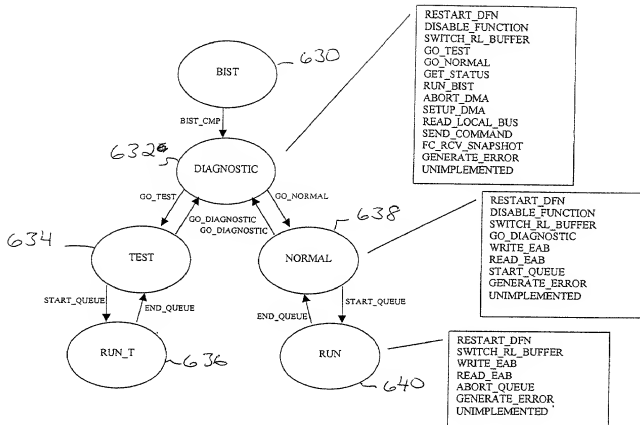 RESTART_DFN
DISABLE_FUNCTION
SWITCH_RL_BUFFER
GO_TEST
GO_NORMAL
GET_STATUS
RUN_BIST
ABORT_DMA
SETUP_DMA
READ_LOCAL_BUS
SEND_COMMAND
FC_RCV_SNAPSHOT
GENERATE_ERROR
UNIMPLEMENTED
630
BIST
BIST_CMP
632
DIAGNOSTIC
GO_TEST
GO_NORMAL
GO_DIAGNOSTIC
GO_DIAGNOSTIC
638
634
TEST
NORMAL
RESTART_DFN
DISABLE_FUNCTION
SWITCH_RL_BUFFER
GO_DIAGNOSTIC
WRITE_EAB
READ_EAB
START_QUEUE
GENERATE_ERROR
UNIMPLEMENTED
START_QUEUE
END_QUEUE
END_QUEUE
START_QUEUE
RUN_T
636
RUN
640
RESTART_DFN
SWITCH_RL_BUFFER
WRITE_EAB
READ_EAB
ABORT_QUEUE
GENERATE_ERROR
UNIMPLEMENTED